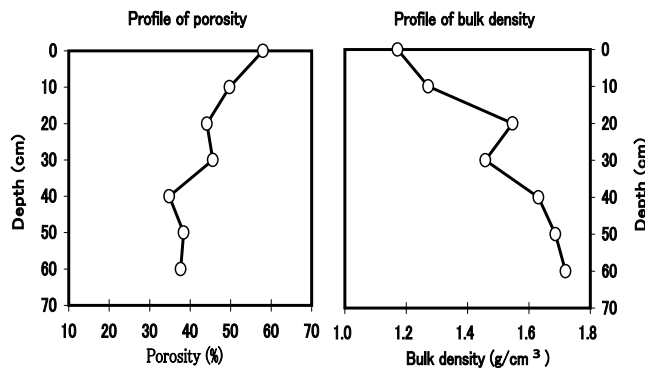 Profile of porosity
0
10
20
30
40
50
60
70
Depth (cm)
10 20 30 40 50 60 70
Porosity (%)
Profile of bulk density
0
10
20
30
40
50
60
70
Depth (cm)
1.0 1.2 1.4 1.6 1.8
Bulk density (g/cm³)